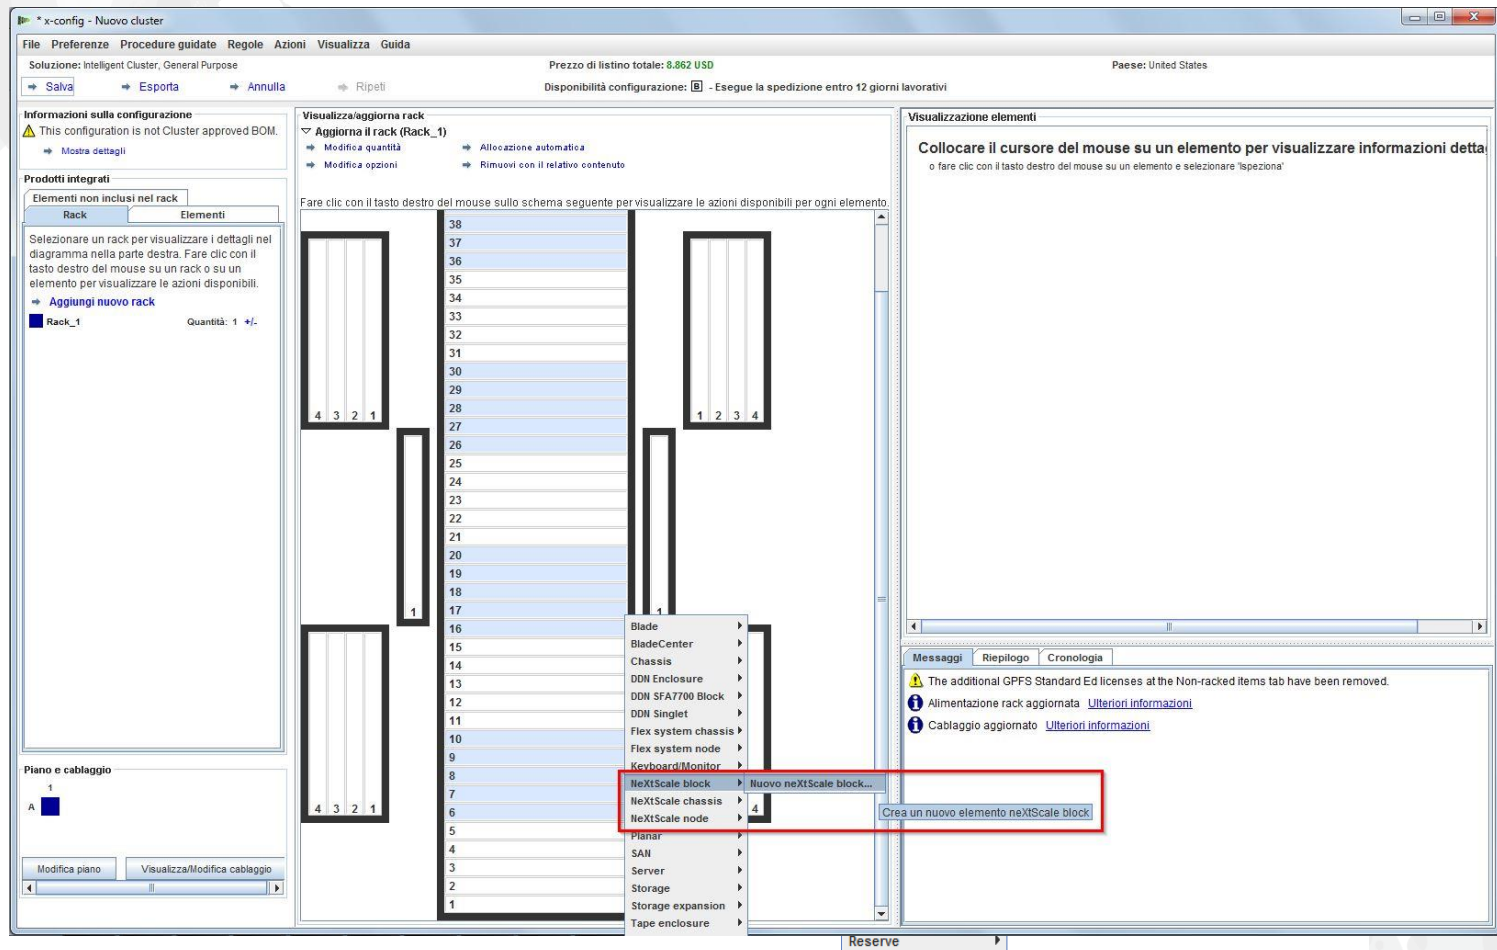 * x-config - Nuovo cluster
File Preferenze Procedure guidate Regole Azioni Visualizza Guida
Soluzione: Intelligent Cluster, General Purpose
Prezzo di listino totale: 8.862 USD
Paese: United States
Salva Esporta Annulla Ripeti
Disponibilità configurazione: B - Esegue la spedizione entro 12 giorni lavorativi
Informazioni sulla configurazione
This configuration is not Cluster approved BOM.
Mostra dettagli
Prodotti integrati
Elementi non inclusi nel rack
Rack Elementi
Selezionare un rack per visualizzare i dettagli nel
diagramma nella parte destra. Fare clic con il
tasto destro del mouse su un rack o su un
elemento per visualizzare le azioni disponibili.
Aggiungi nuovo rack
Rack_1 Quantità: 1 +/-
Piano e cablaggio
1
A
Modifica piano Visualizza/Modifica cablaggio
Visualizza/aggiorna rack
Aggiorna il rack (Rack_1)
Modifica quantità Allocazione automatica
Modifica opzioni Rimuovi con il relativo contenuto
Fare clic con il tasto destro del mouse sullo schema seguente per visualizzare le azioni disponibili per ogni elemento.
38
37
36
35
34
33
32
31
30
29
28
4 3 2 1
1 2 3 4
27
26
25
24
23
22
21
20
19
18
17
1
1
16
15
14
13
12
11
10
9
8
7
6
4 3 2 1
4
5
4
3
2
1
Blade
BladeCenter
Chassis
DDN Enclosure
DDN SFA7700 Block
DDN Singlet
Flex system chassis
Flex system node
Keyboard/Monitor
NeXtScale block
Nuovo neXtScale block...
NeXtScale chassis
Crea un nuovo elemento neXtScale block
NeXtScale node
Planar
SAN
Server
Storage
Storage expansion
Tape enclosure
Reserve
Visualizzazione elementi
Collocare il cursore del mouse su un elemento per visualizzare informazioni detta
o fare clic con il tasto destro del mouse su un elemento e selezionare 'Ispeziona'
Messaggi Riepilogo Cronologia
The additional GPFS Standard Ed licenses at the Non-racked items tab have been removed.
Alimentazione rack aggiornata Ulteriori informazioni
Cablaggio aggiornato Ulteriori informazioni